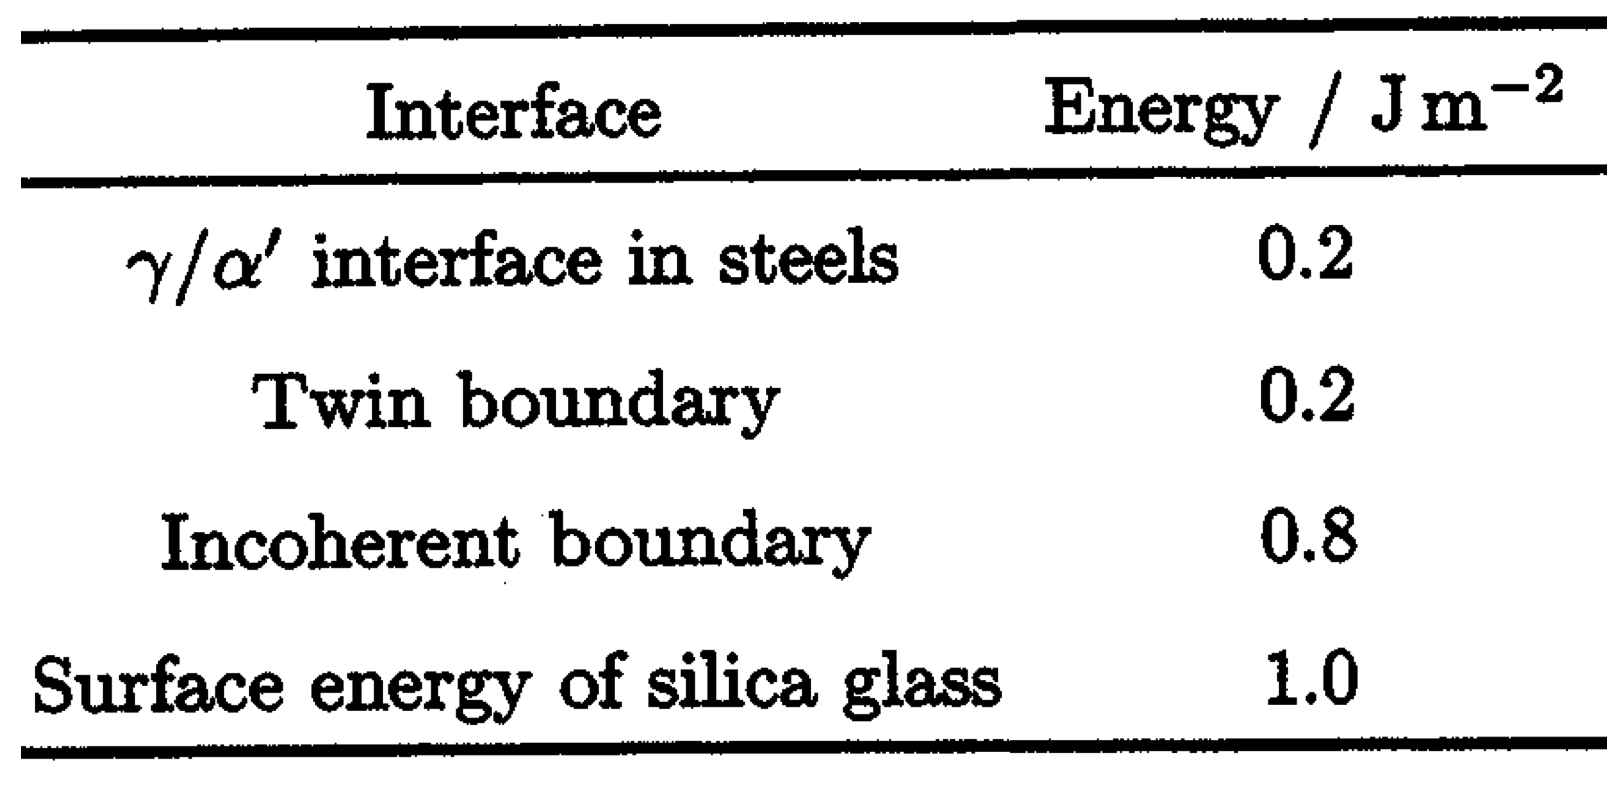 Interface Energy / J m⁻²
γ/α′ interface in steels 0.2
Twin boundary 0.2
Incoherent boundary 0.8
Surface energy of silica glass 1.0